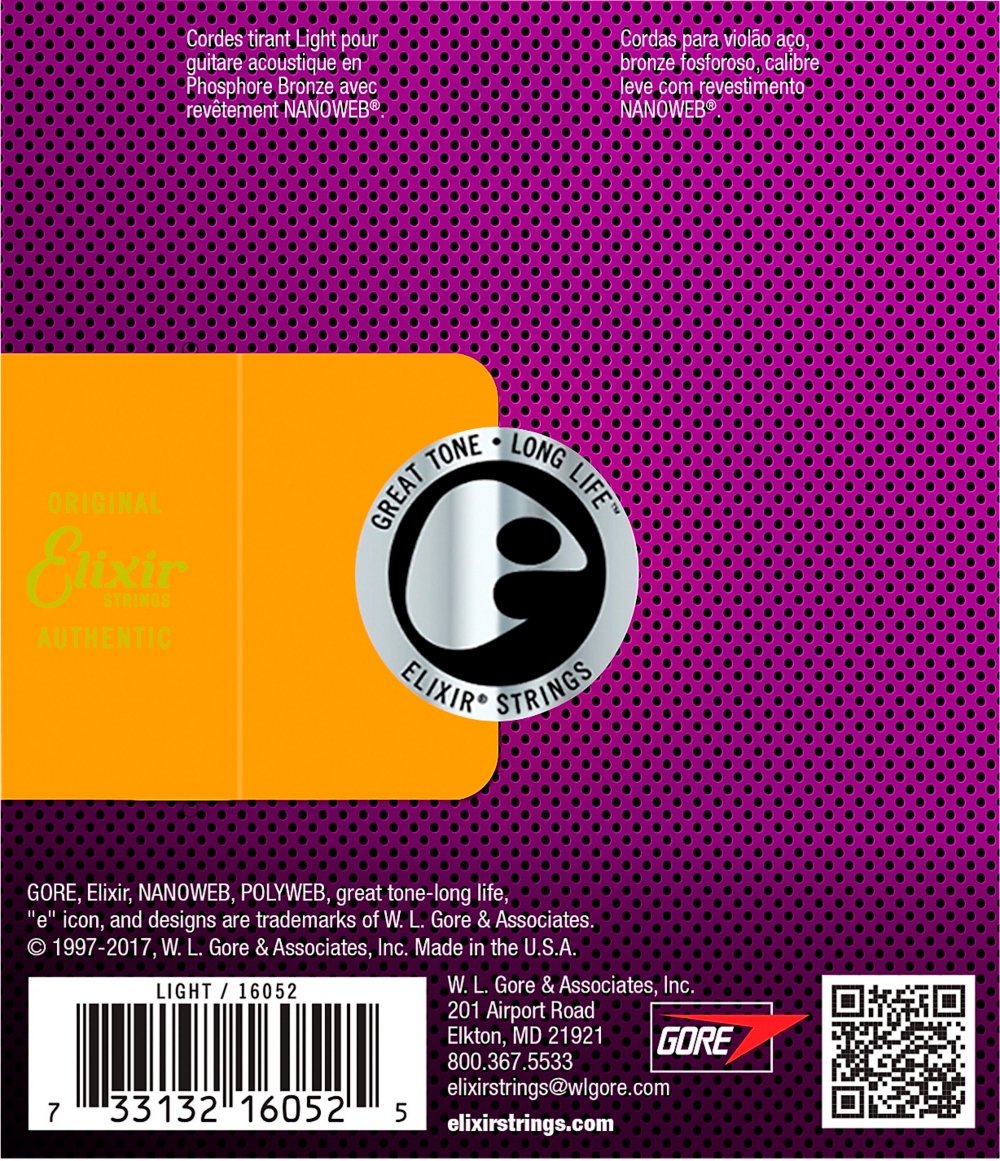 Cordes tirant Light pour
guitare acoustique en
Phosphore Bronze avec
revêtement NANOWEB®.
Cordas para violão aço,
bronze fosforoso, calibre
leve com revestimento
NANOWEB®.
GREAT TONE • LONG LIFE™
ELIXIR® STRINGS
ORIGINAL
Elixir
STRINGS
AUTHENTIC
GORE, Elixir, NANOWEB, POLYWEB, great tone-long life,
"e" icon, and designs are trademarks of W. L. Gore & Associates.
© 1997-2017, W. L. Gore & Associates, Inc. Made in the U.S.A.
LIGHT / 16052
7 33132 16052 5
W. L. Gore & Associates, Inc.
201 Airport Road
Elkton, MD 21921
800.367.5533
elixirstrings@wlgore.com
elixirstrings.com
GORE